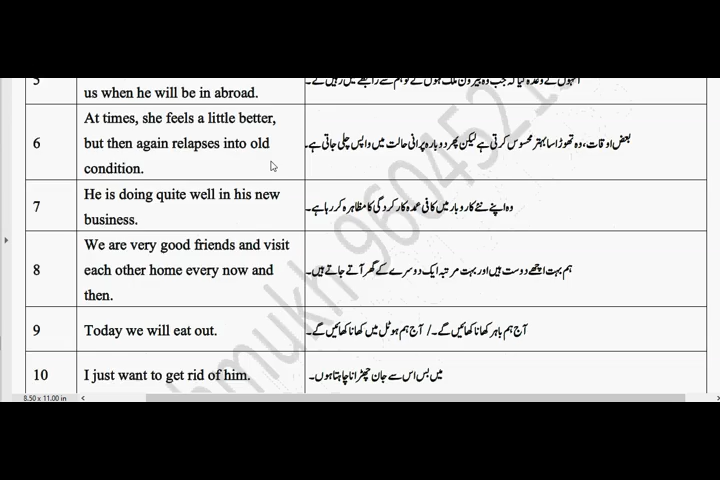 5
us when he will be in abroad.
At times, she feels a little better,
6
but then again relapses into old
condition.
بعض اوقات، وہ تھوڑا سا بہتر محسوس کرتی ہے لیکن پھر دوبارہ پرانی حالت میں واپس چلی جاتی ہے۔
He is doing quite well in his new
7
business.
وہ اپنے نئے کاروبار میں کافی عمدہ کارکردگی کا مظاہرہ کر رہا ہے۔
We are very good friends and visit
8
each other home every now and
then.
ہم بہت اچھے دوست ہیں اور بہت مرتبہ ایک دوسرے کے گھر آتے جاتے ہیں۔
9
Today we will eat out.
آج ہم باہر کھانا کھائیں گے۔/ آج ہم ہوٹل میں کھانا کھائیں گے۔
10
I just want to get rid of him.
میں بس اس سے جان چھڑانا چاہتا ہوں۔
8.50 x 11.00 in